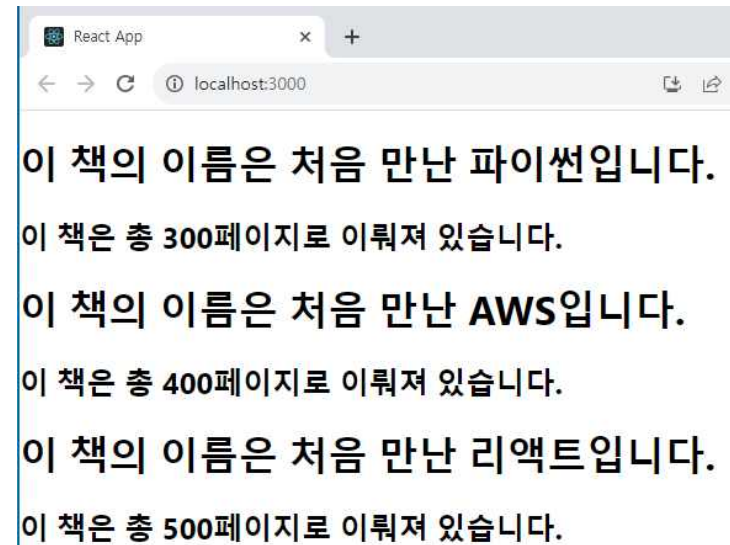 React App
localhost:3000
이 책의 이름은 처음 만난 파이썬입니다.
이 책은 총 300페이지로 이뤄져 있습니다.
이 책의 이름은 처음 만난 AWS입니다.
이 책은 총 400페이지로 이뤄져 있습니다.
이 책의 이름은 처음 만난 리액트입니다.
이 책은 총 500페이지로 이뤄져 있습니다.